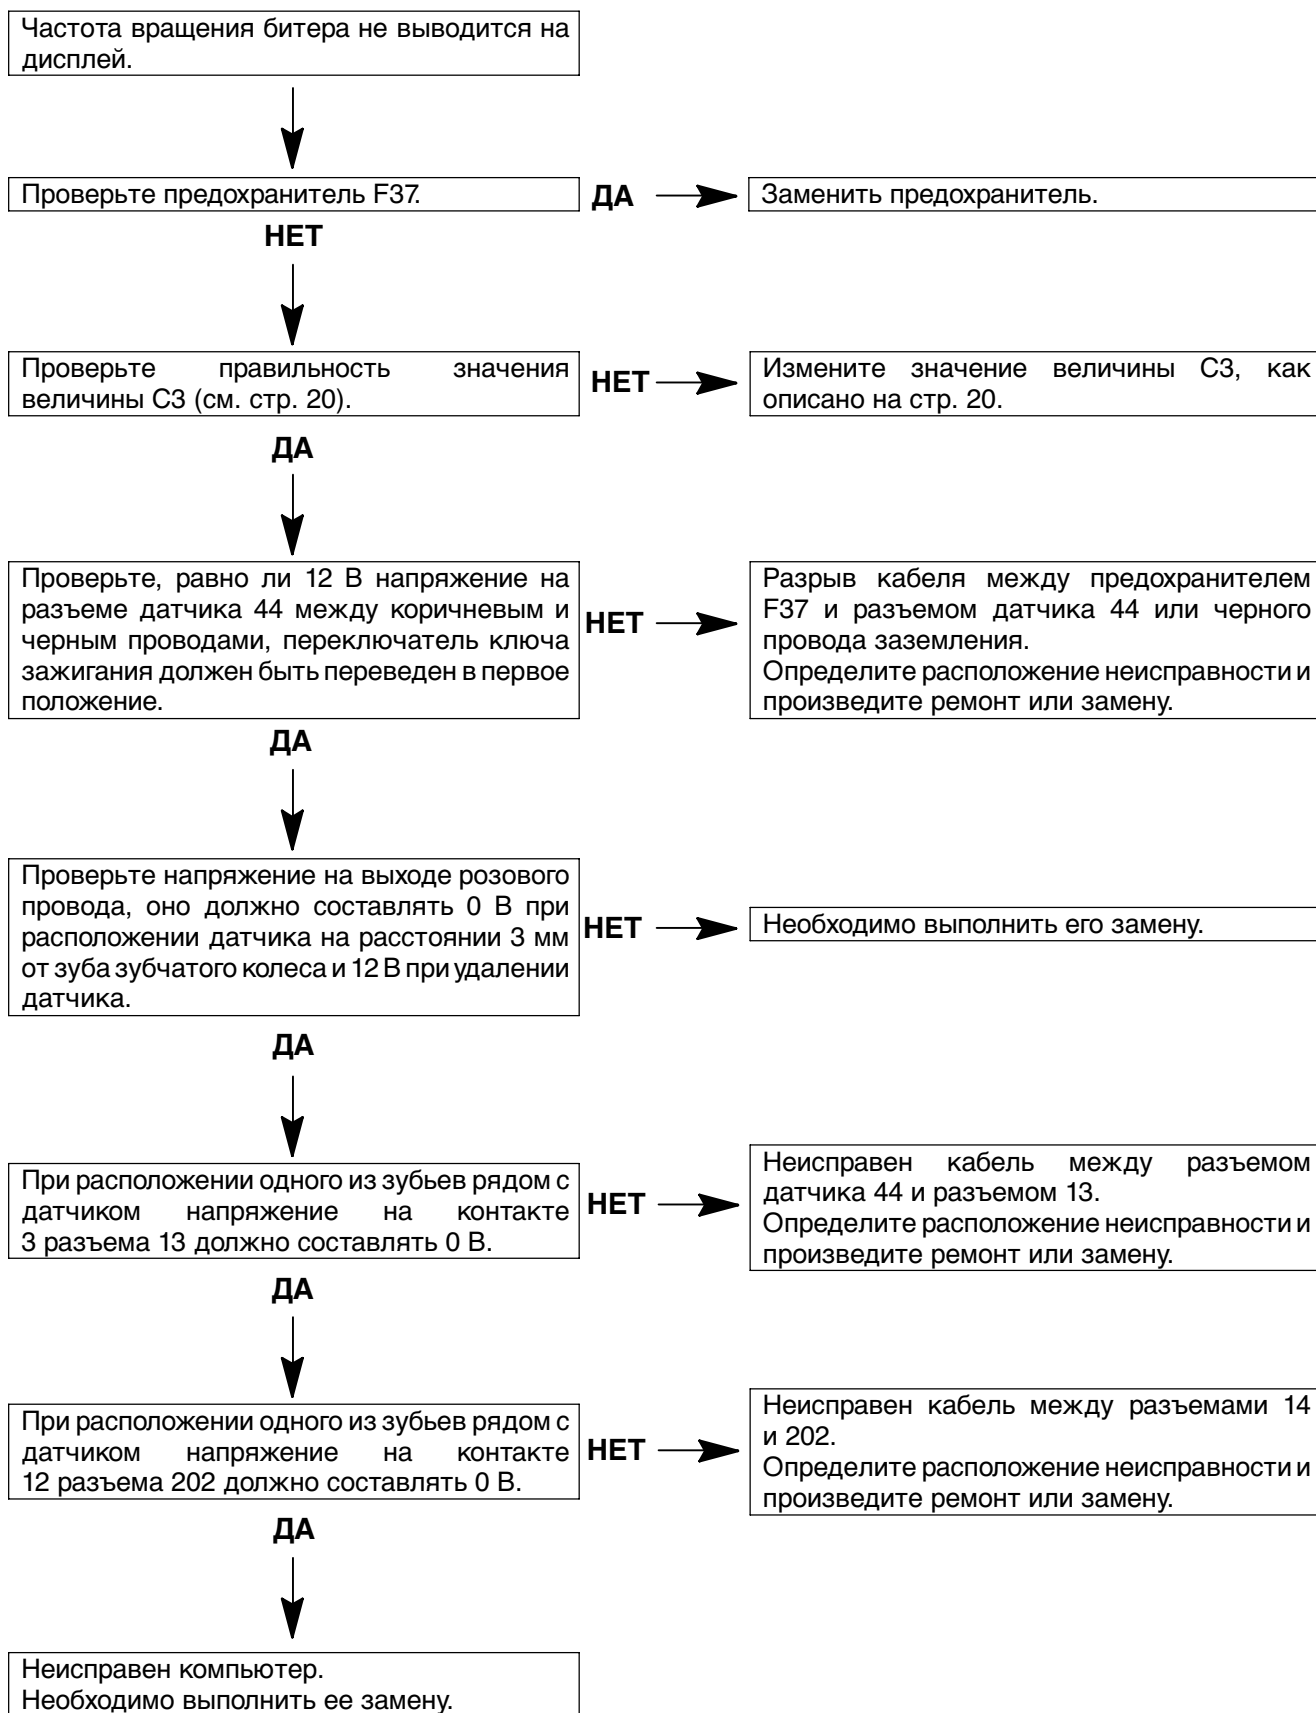 Частота вращения битера не выводится на
дисплей.
Проверьте предохранитель F37.
ДА
Заменить предохранитель.
НЕТ
Проверьте правильность значения
величины С3 (см. стр. 20).
НЕТ
Измените значение величины С3, как
описано на стр. 20.
ДА
Проверьте, равно ли 12 В напряжение на
разъеме датчика 44 между коричневым и
черным проводами, переключатель ключа
зажигания должен быть переведен в первое
положение.
НЕТ
Разрыв кабеля между предохранителем
F37 и разъемом датчика 44 или черного
провода заземления.
Определите расположение неисправности и
произведите ремонт или замену.
ДА
Проверьте напряжение на выходе розового
провода, оно должно составлять 0 В при
расположении датчика на расстоянии 3 мм
от зуба зубчатого колеса и 12 В при удалении
датчика.
НЕТ
Необходимо выполнить его замену.
ДА
При расположении одного из зубьев рядом с
датчиком напряжение на контакте
3 разъема 13 должно составлять 0 В.
НЕТ
Неисправен кабель между разъемом
датчика 44 и разъемом 13.
Определите расположение неисправности и
произведите ремонт или замену.
ДА
При расположении одного из зубьев рядом с
датчиком напряжение на контакте
12 разъема 202 должно составлять 0 В.
НЕТ
Неисправен кабель между разъемами 14
и 202.
Определите расположение неисправности и
произведите ремонт или замену.
ДА
Неисправен компьютер.
Необходимо выполнить ее замену.